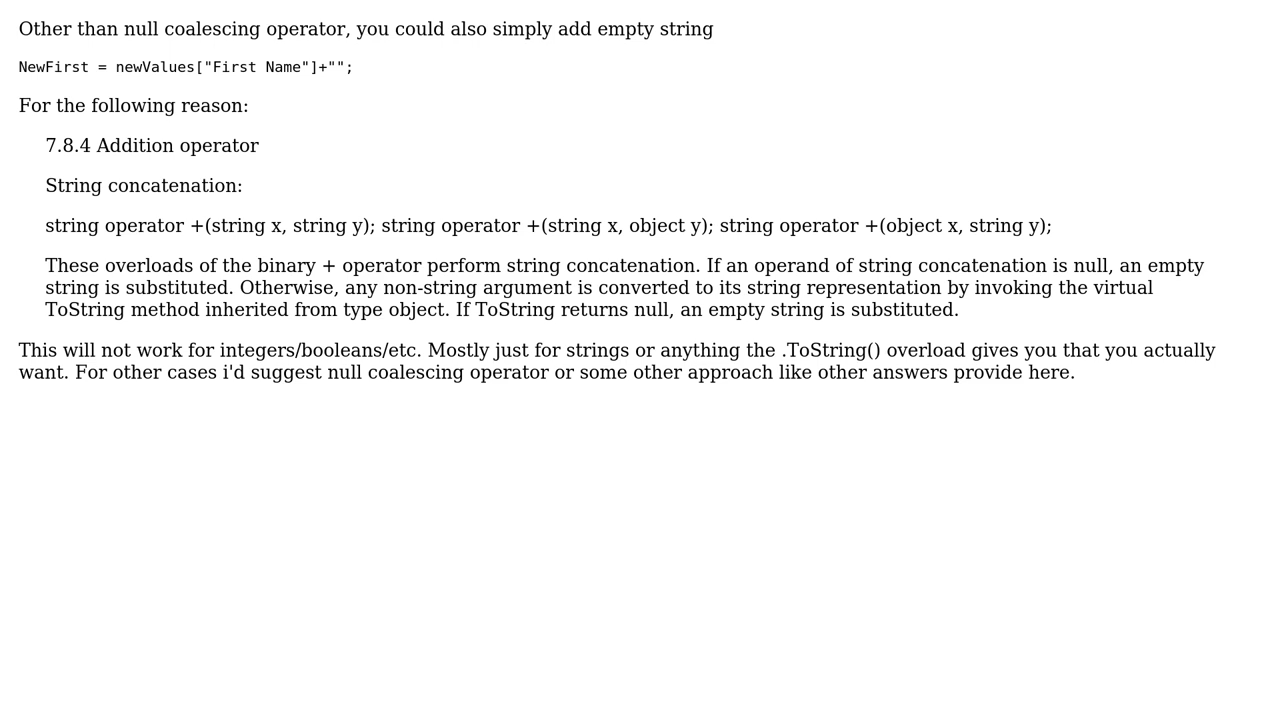 Other than null coalescing operator, you could also simply add empty string
NewFirst = newValues["First Name"]+"";
For the following reason:
7.8.4 Addition operator
String concatenation:
string operator +(string x, string y); string operator +(string x, object y); string operator +(object x, string y);
These overloads of the binary + operator perform string concatenation. If an operand of string concatenation is null, an empty
string is substituted. Otherwise, any non-string argument is converted to its string representation by invoking the virtual
ToString method inherited from type object. If ToString returns null, an empty string is substituted.
This will not work for integers/booleans/etc. Mostly just for strings or anything the .ToString() overload gives you that you actually
want. For other cases i'd suggest null coalescing operator or some other approach like other answers provide here.